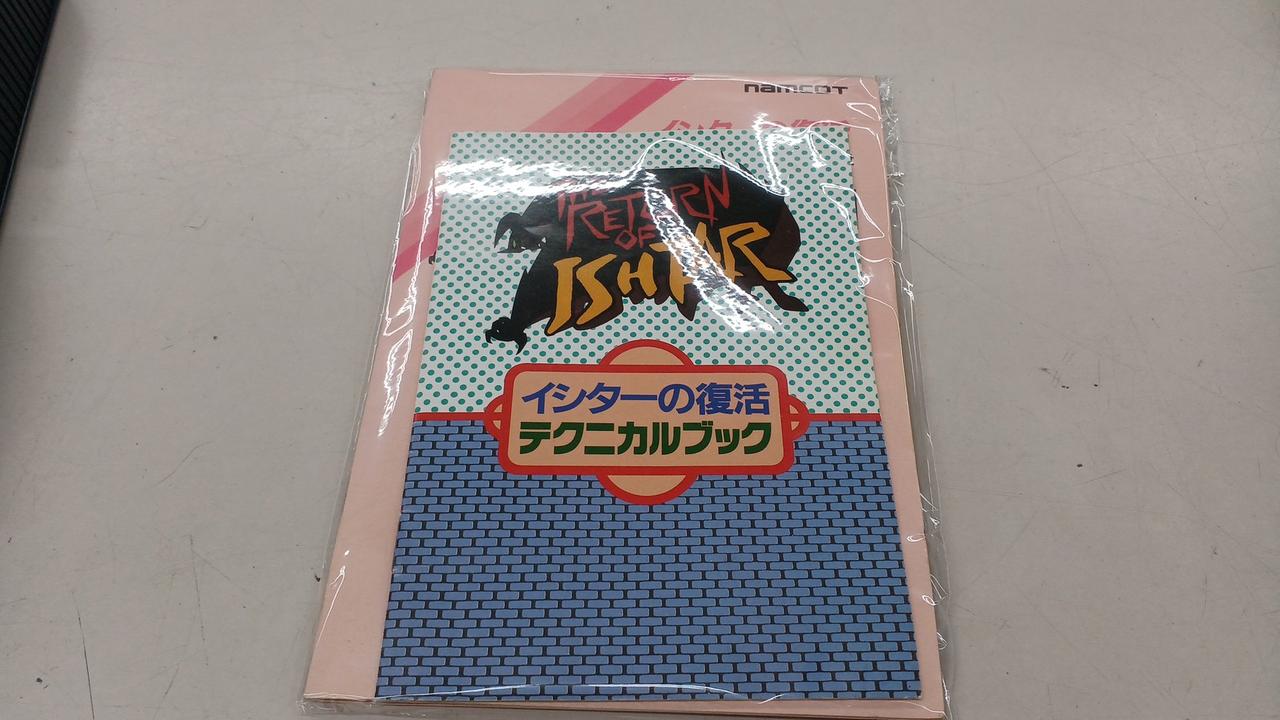 namcot
THE
RETURN
OF
ISHTAR
イシターの復活
テクニカルブック